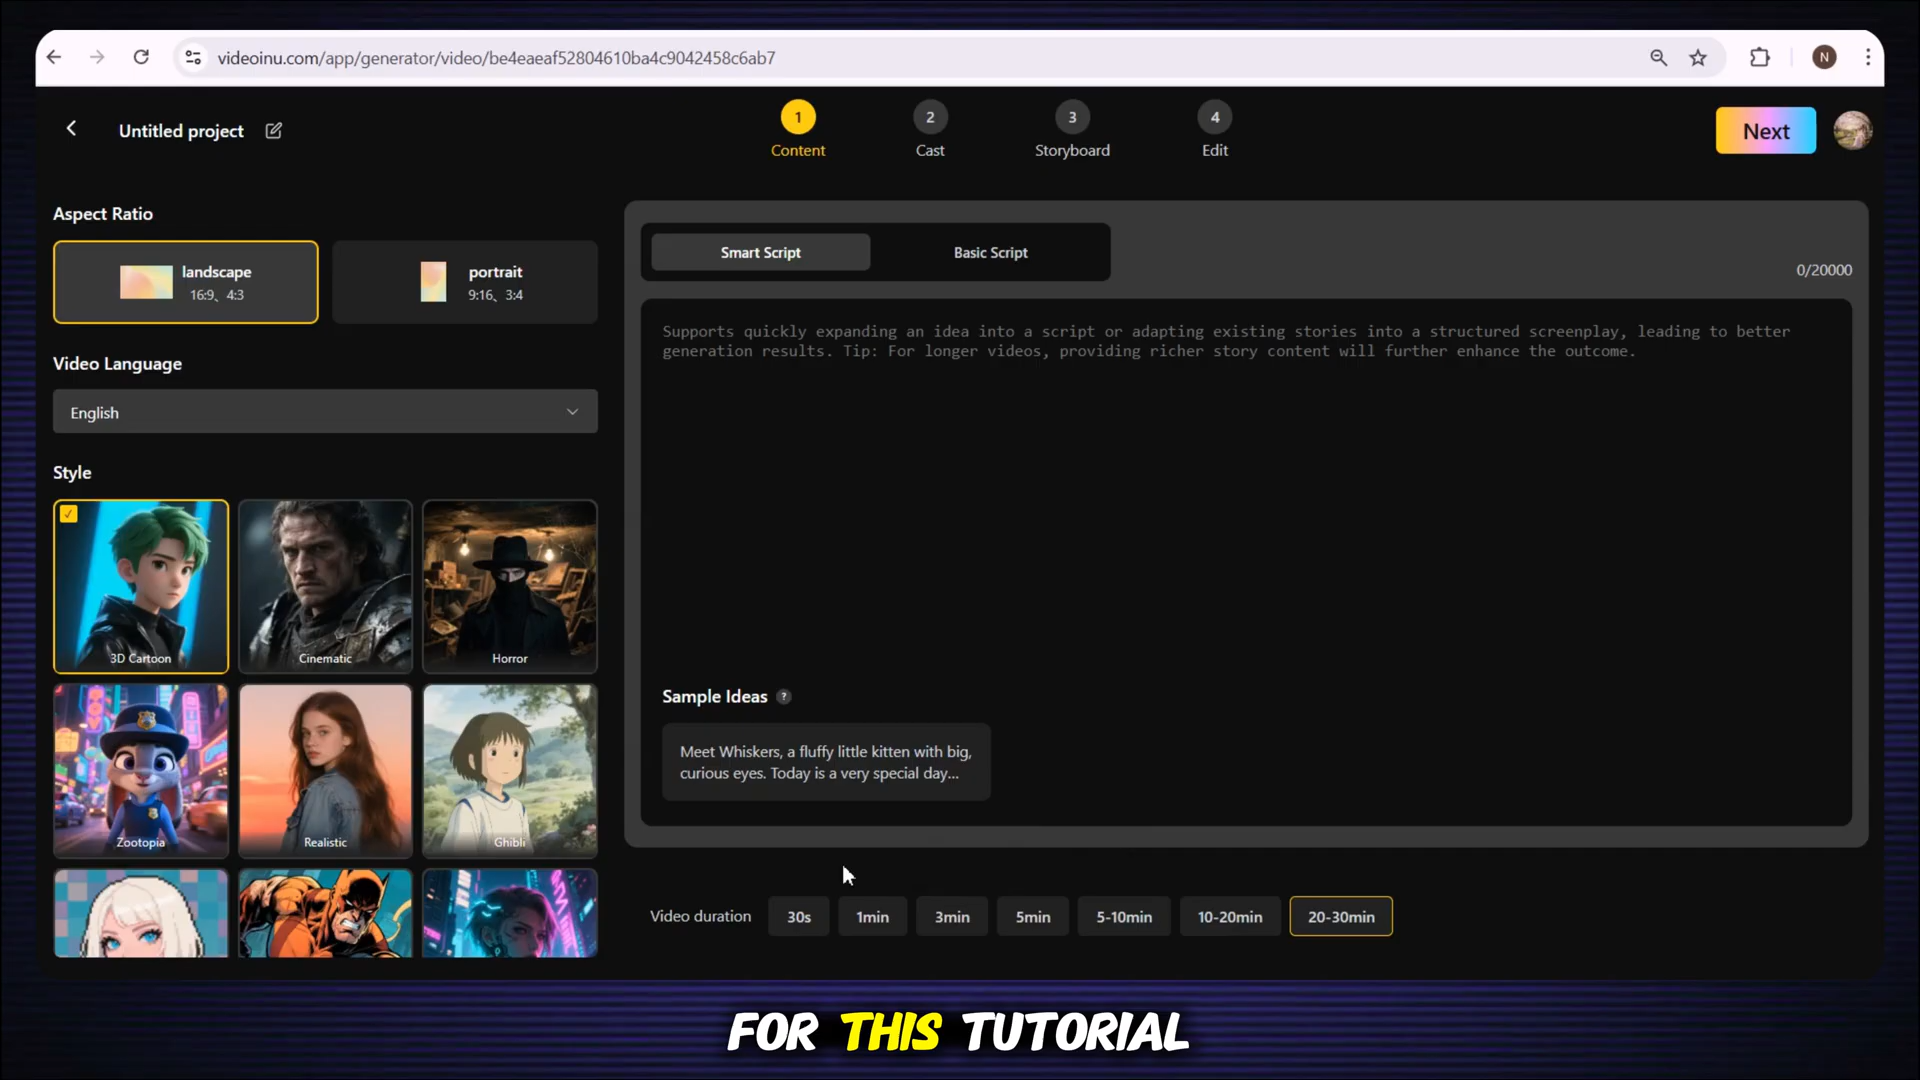 videoinu.com/app/generator/video/be4eaeaf52804610ba4c9042458c6ab7
N
Untitled project
1
Content
2
Cast
3
Storyboard
4
Edit
Next
Aspect Ratio
landscape
16:9、4:3
portrait
9:16、3:4
Video Language
English
Style
3D Cartoon
Cinematic
Horror
Zootopia
Realistic
Ghibli
Smart Script
Basic Script
0/20000
Supports quickly expanding an idea into a script or adapting existing stories into a structured screenplay, leading to better
generation results. Tip: For longer videos, providing richer story content will further enhance the outcome.
Sample Ideas ?
Meet Whiskers, a fluffy little kitten with big,
curious eyes. Today is a very special day...
Video duration
30s
1min
3min
5min
5-10min
10-20min
20-30min
FOR THIS TUTORIAL